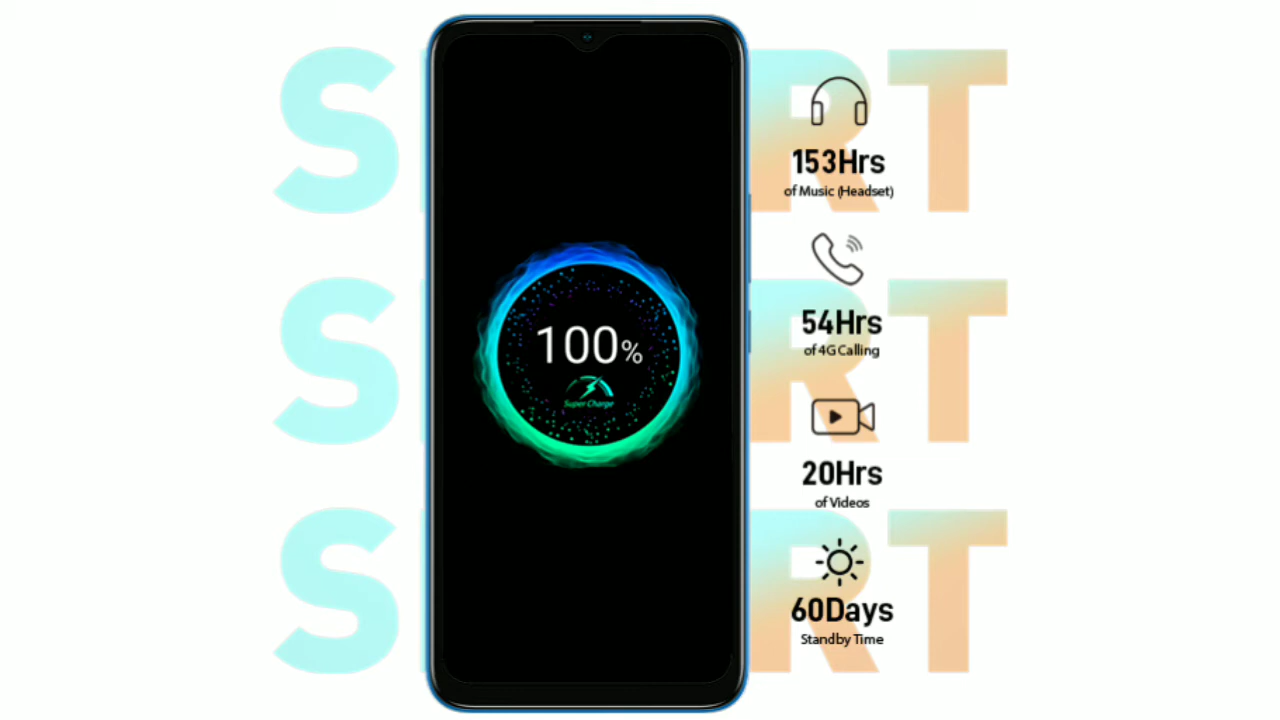 100%
Super Charge
153Hrs
of Music (Headset)
54Hrs
of 4G Calling
20Hrs
of Videos
60Days
Standby Time